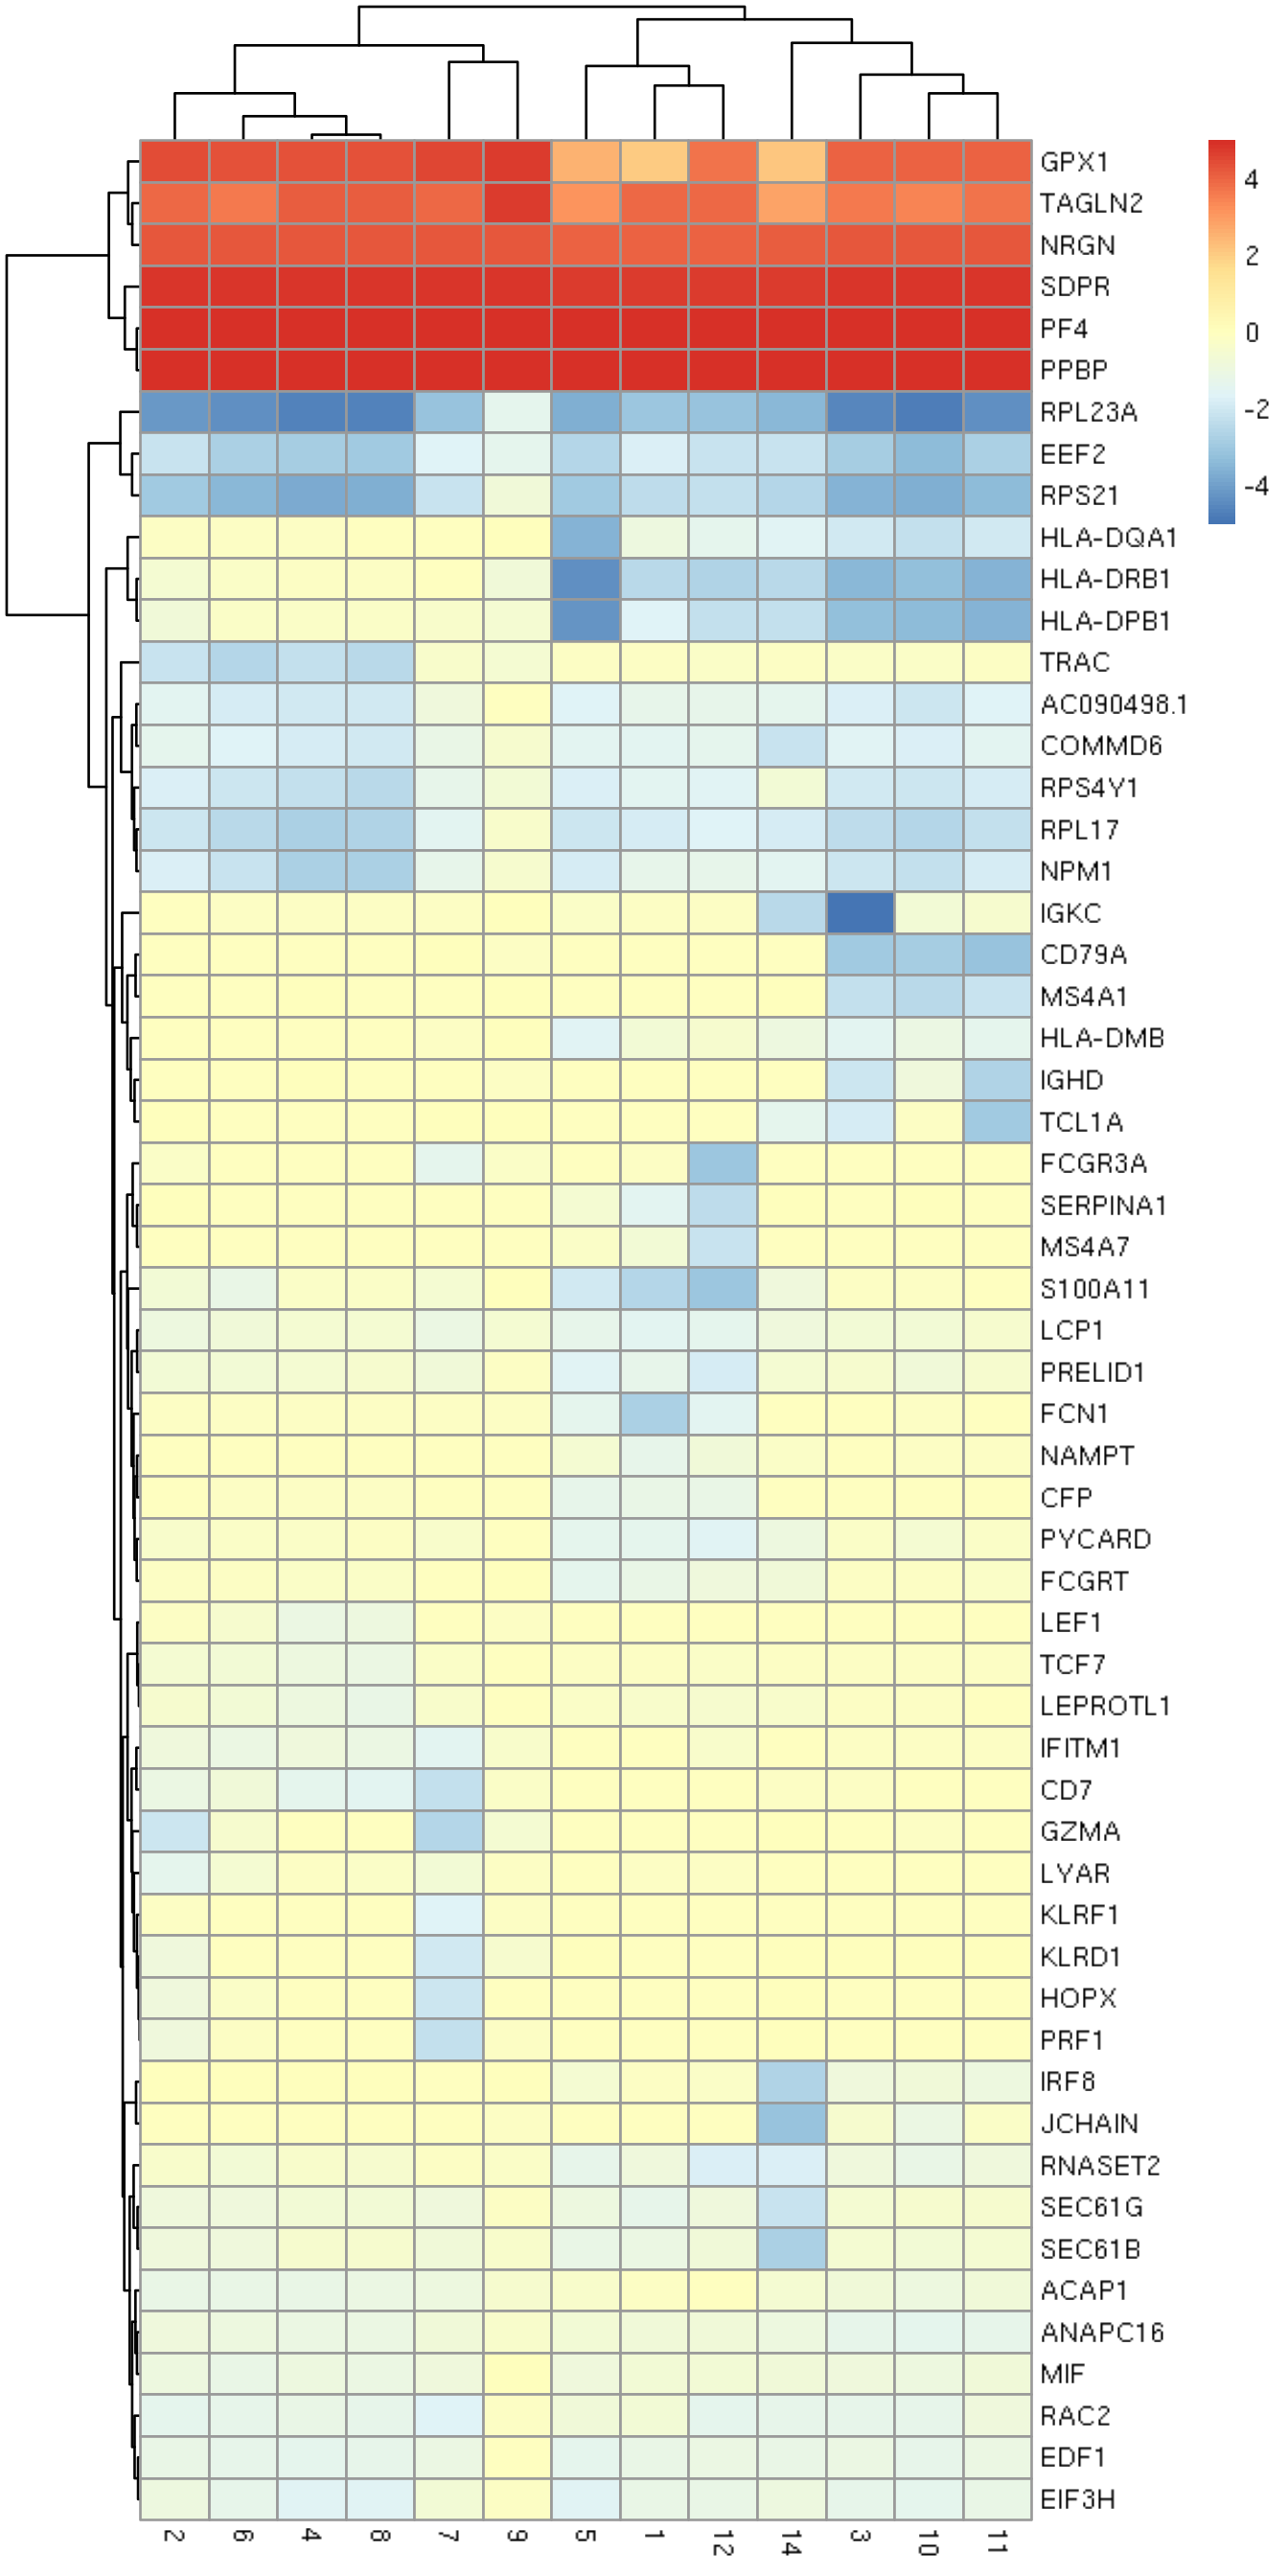 GPX1
TAGLN2
NRGN
SDPR
PF4
PPBP
RPL23A
EEF2
RPS21
HLA-DQA1
HLA-DRB1
HLA-DPB1
TRAC
AC090498.1
COMMD6
RPS4Y1
RPL17
NPM1
IGKC
CD79A
MS4A1
HLA-DMB
IGHD
TCL1A
FCGR3A
SERPINA1
MS4A7
S100A11
LCP1
PRELID1
FCN1
NAMPT
CFP
PYCARD
FCGRT
LEF1
TCF7
LEPROTL1
IFITM1
CD7
GZMA
LYAR
KLRF1
KLRD1
HOPX
PRF1
IRF8
JCHAIN
RNASET2
SEC61G
SEC61B
ACAP1
ANAPC16
MIF
RAC2
EDF1
EIF3H
2 6 4 8 7 9 5 1 12 14 3 10 11
4
2
0
-2
-4